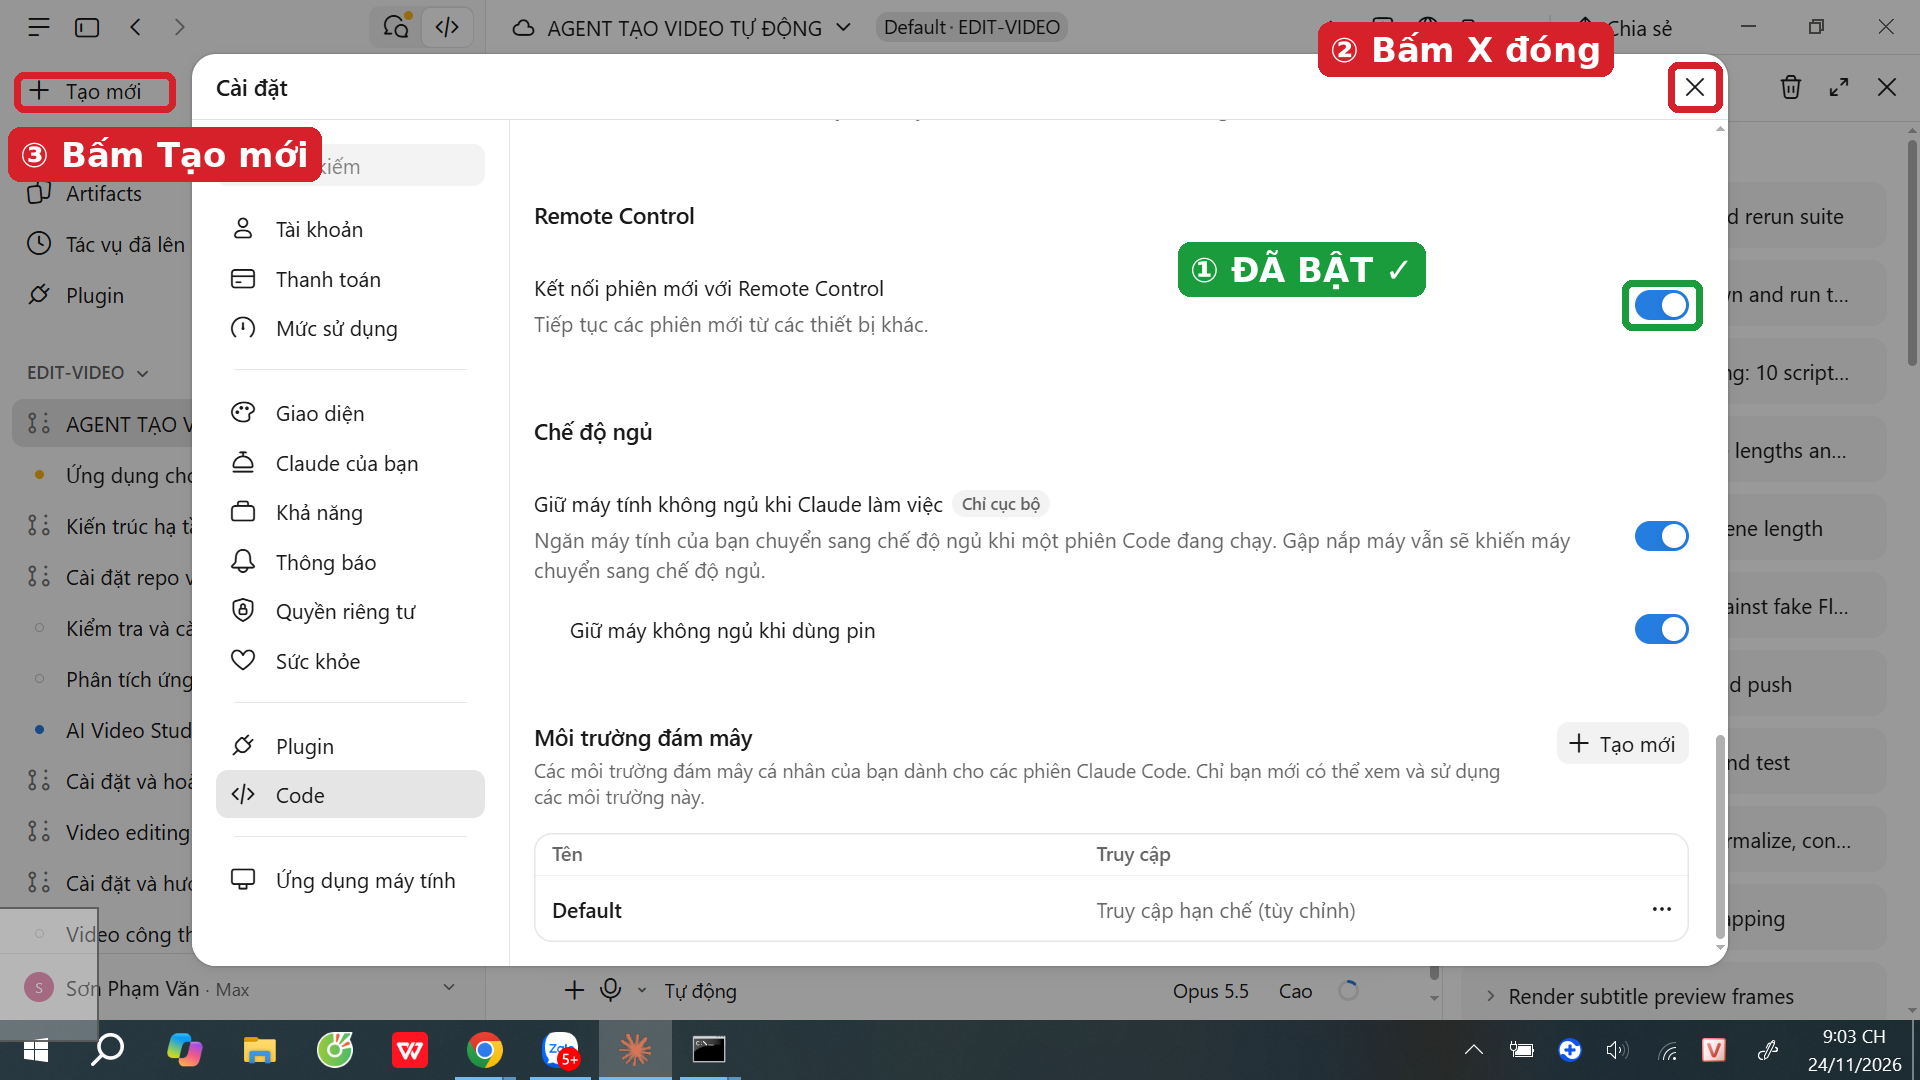 AGENT TẠO VIDEO TỰ ĐỘNG
Default · EDIT-VIDEO
Chia sẻ
② Bấm X đóng
Tạo mới
③ Bấm Tạo mới
Artifacts
Tác vụ đã lên
Plugin
EDIT-VIDEO
AGENT TẠO V
Ứng dụng cho
Kiến trúc hạ tầ
Cài đặt repo v
Kiểm tra và cà
Phân tích ứng
AI Video Stud
Cài đặt và hoà
Video editing
Cài đặt và hướ
Video công th
S
Sơn Phạm Văn · Max
Cài đặt
kiếm
Tài khoản
Thanh toán
Mức sử dụng
Giao diện
Claude của bạn
Khả năng
Thông báo
Quyền riêng tư
Sức khỏe
Plugin
Code
Ứng dụng máy tính
Remote Control
① ĐÃ BẬT ✓
Kết nối phiên mới với Remote Control
Tiếp tục các phiên mới từ các thiết bị khác.
Chế độ ngủ
Giữ máy tính không ngủ khi Claude làm việc Chỉ cục bộ
Ngăn máy tính của bạn chuyển sang chế độ ngủ khi một phiên Code đang chạy. Gập nắp máy vẫn sẽ khiến máy
chuyển sang chế độ ngủ.
Giữ máy không ngủ khi dùng pin
Môi trường đám mây
Tạo mới
Các môi trường đám mây cá nhân của bạn dành cho các phiên Claude Code. Chỉ bạn mới có thể xem và sử dụng
các môi trường này.
Tên Truy cập
Default Truy cập hạn chế (tùy chỉnh)
d rerun suite
n and run t...
ng: 10 script...
lengths an...
ene length
ainst fake Fl...
d push
nd test
rmalize, con...
apping
Render subtitle preview frames
Tự động
Opus 5.5 Cao
Zalo
5+
9:03 CH
24/11/2026